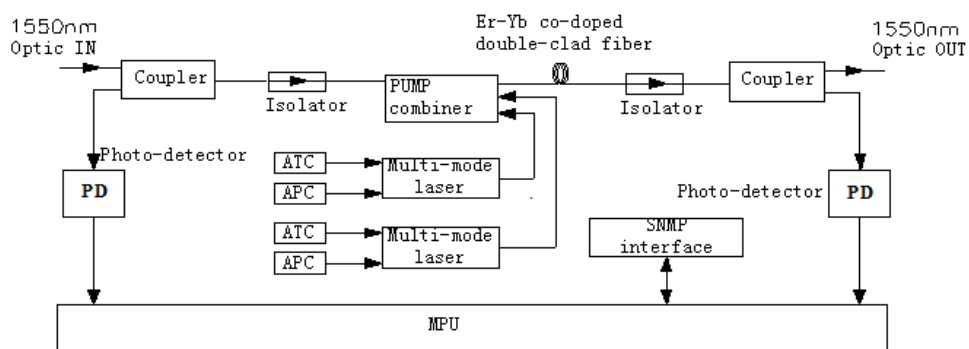 1550nm
Optic IN
Er-Yb co-doped
double-clad fiber
1550nm
Optic OUT
Coupler
Isolator
PUMP
combiner
Isolator
Coupler
Photo-detector
PD
ATC
APC
Multi-mode
laser
ATC
APC
Multi-mode
laser
SNMP
interface
Photo-detector
PD
MPU